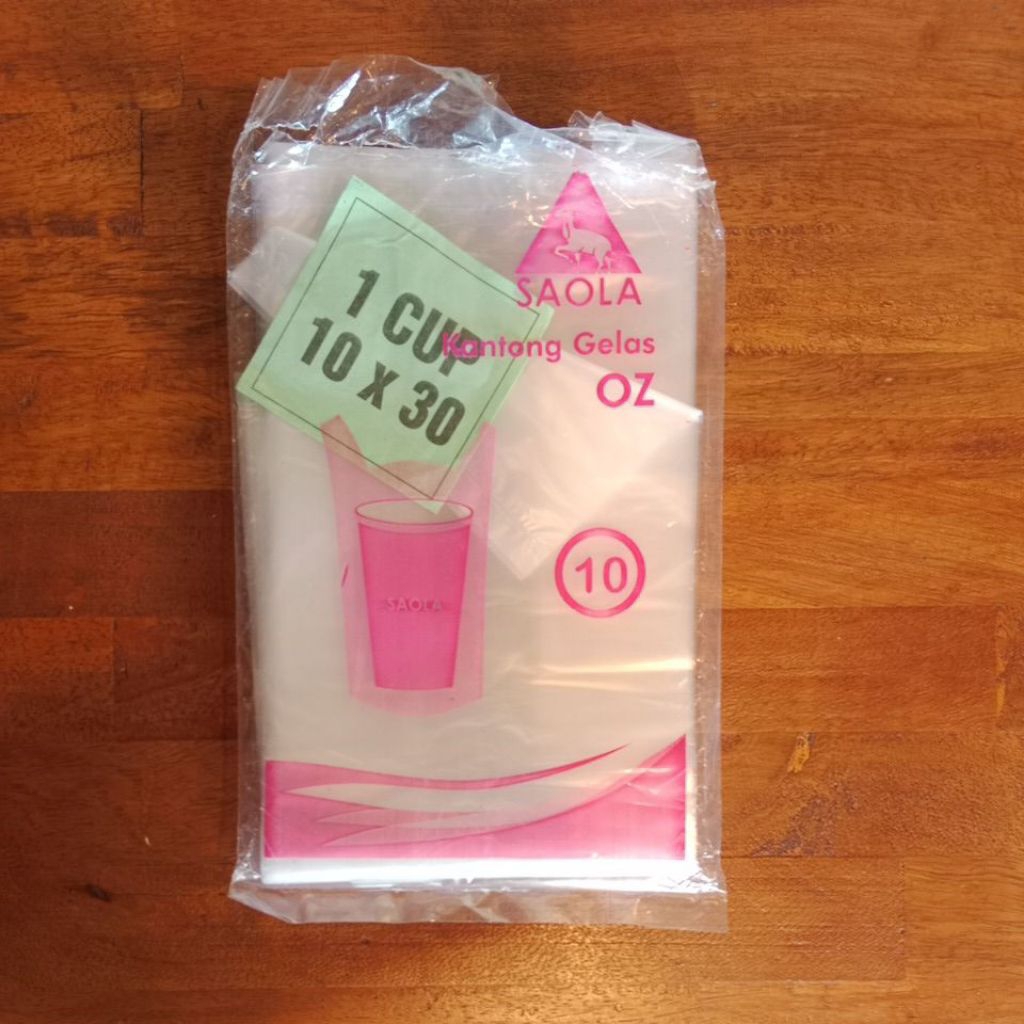 SAOLA
1 CUP
10 X 30
Kantong Gelas
OZ
10
SAOLA